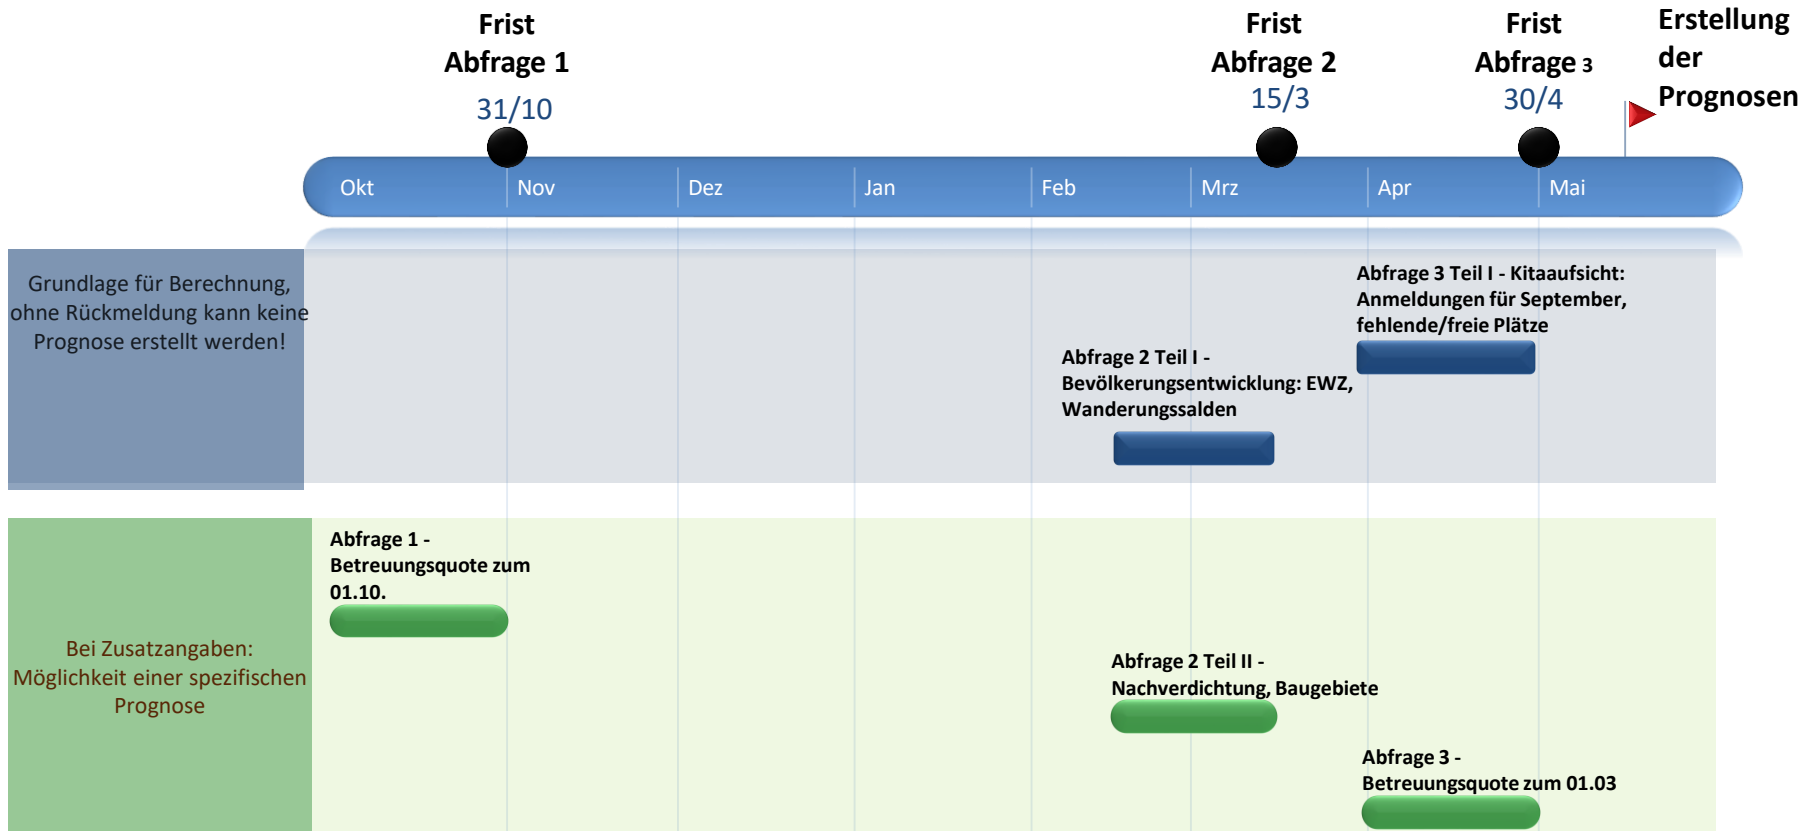 Frist
Abfrage 1
31/10
Frist
Abfrage 2
15/3
Frist
Abfrage 3
30/4
Erstellung
der
Prognosen
Okt
Nov
Dez
Jan
Feb
Mrz
Apr
Mai
Grundlage für Berechnung,
ohne Rückmeldung kann keine
Prognose erstellt werden!
Abfrage 3 Teil I - Kitaaufsicht:
Anmeldungen für September,
fehlende/freie Plätze
Abfrage 2 Teil I -
Bevölkerungsentwicklung: EWZ,
Wanderungssalden
Bei Zusatzangaben:
Möglichkeit einer spezifischen
Prognose
Abfrage 1 -
Betreuungsquote zum
01.10.
Abfrage 2 Teil II -
Nachverdichtung, Baugebiete
Abfrage 3 -
Betreuungsquote zum 01.03